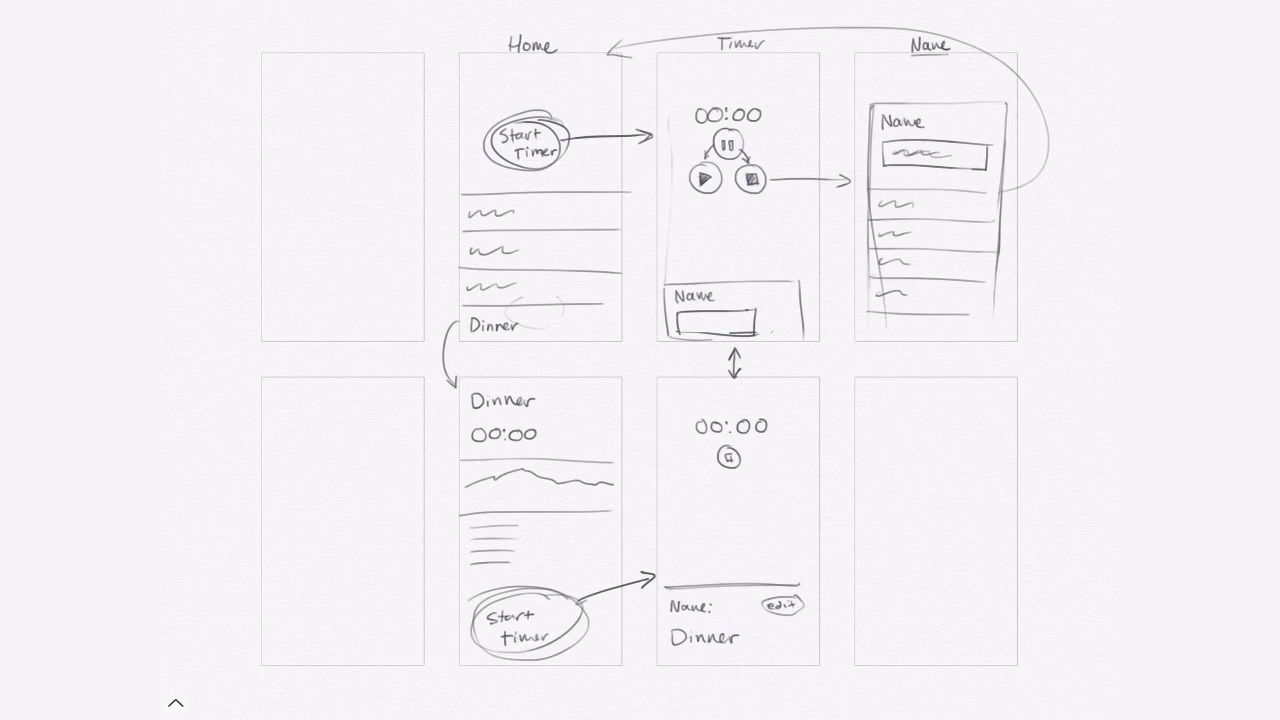 Home
Timer
Name
Start
Timer
Dinner
00:00
Name
Name
Dinner
00:00
Start
timer
00:00
Name:
edit
Dinner